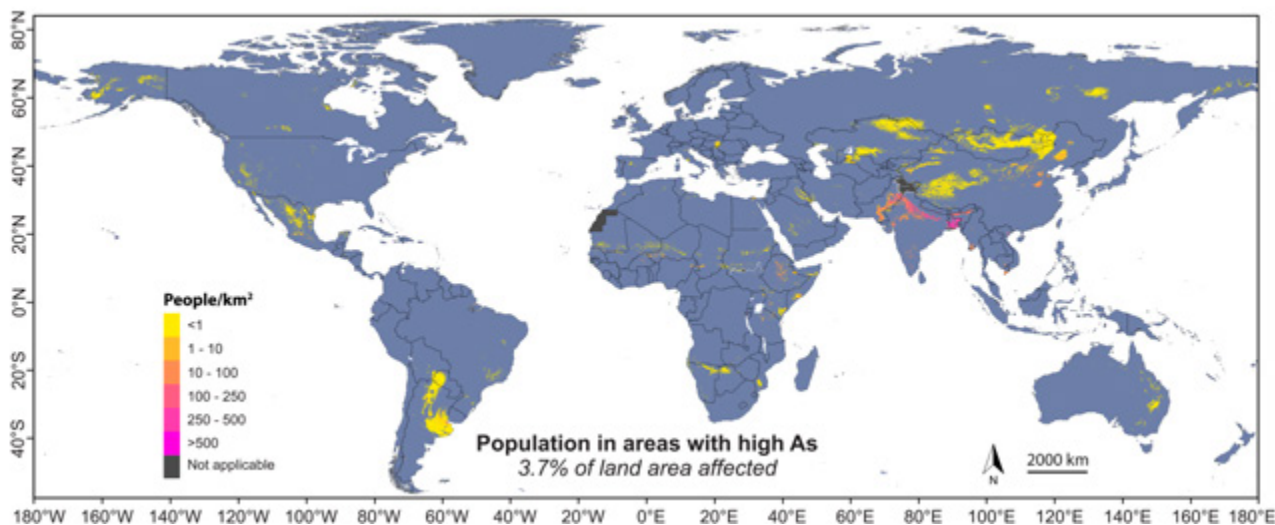 80°N
60°N
40°N
20°N
0°N
20°S
40°S
People/km²
<1
1 - 10
10 - 100
100 - 250
250 - 500
>500
Not applicable
Population in areas with high As
3.7% of land area affected
N
2000 km
180°W 160°W 140°W 120°W 100°W 80°W 60°W 40°W 20°W 0°W 20°E 40°E 60°E 80°E 100°E 120°E 140°E 160°E 180°E